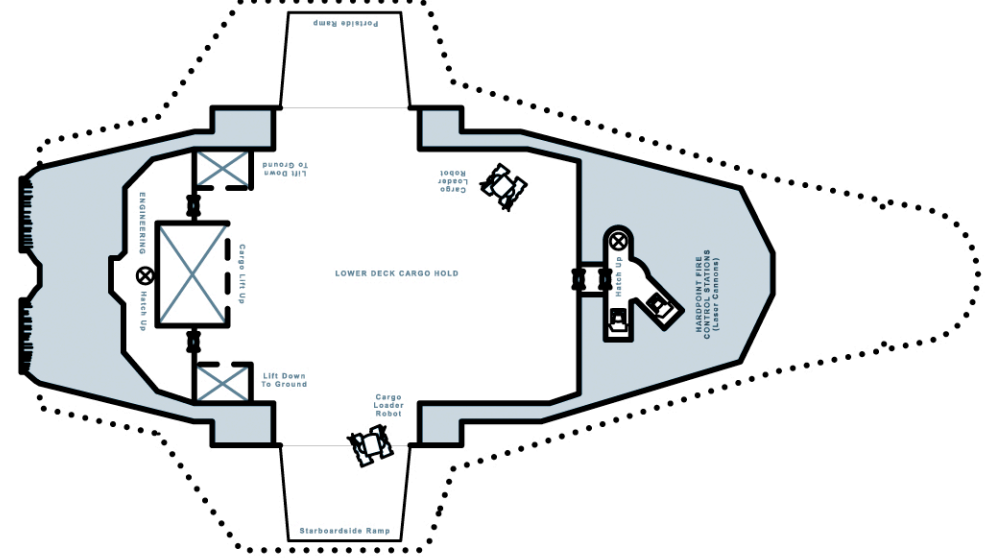 Portside Ramp
Lift Down
To Ground
Cargo
Loader
Robot
ENGINEERING
Hatch Up
Cargo Lift Up
LOWER DECK CARGO HOLD
Hatch Up
HARDPOINT FIRE
CONTROL STATIONS
(Laser Cannons)
Lift Down
To Ground
Cargo
Loader
Robot
Starboardside Ramp